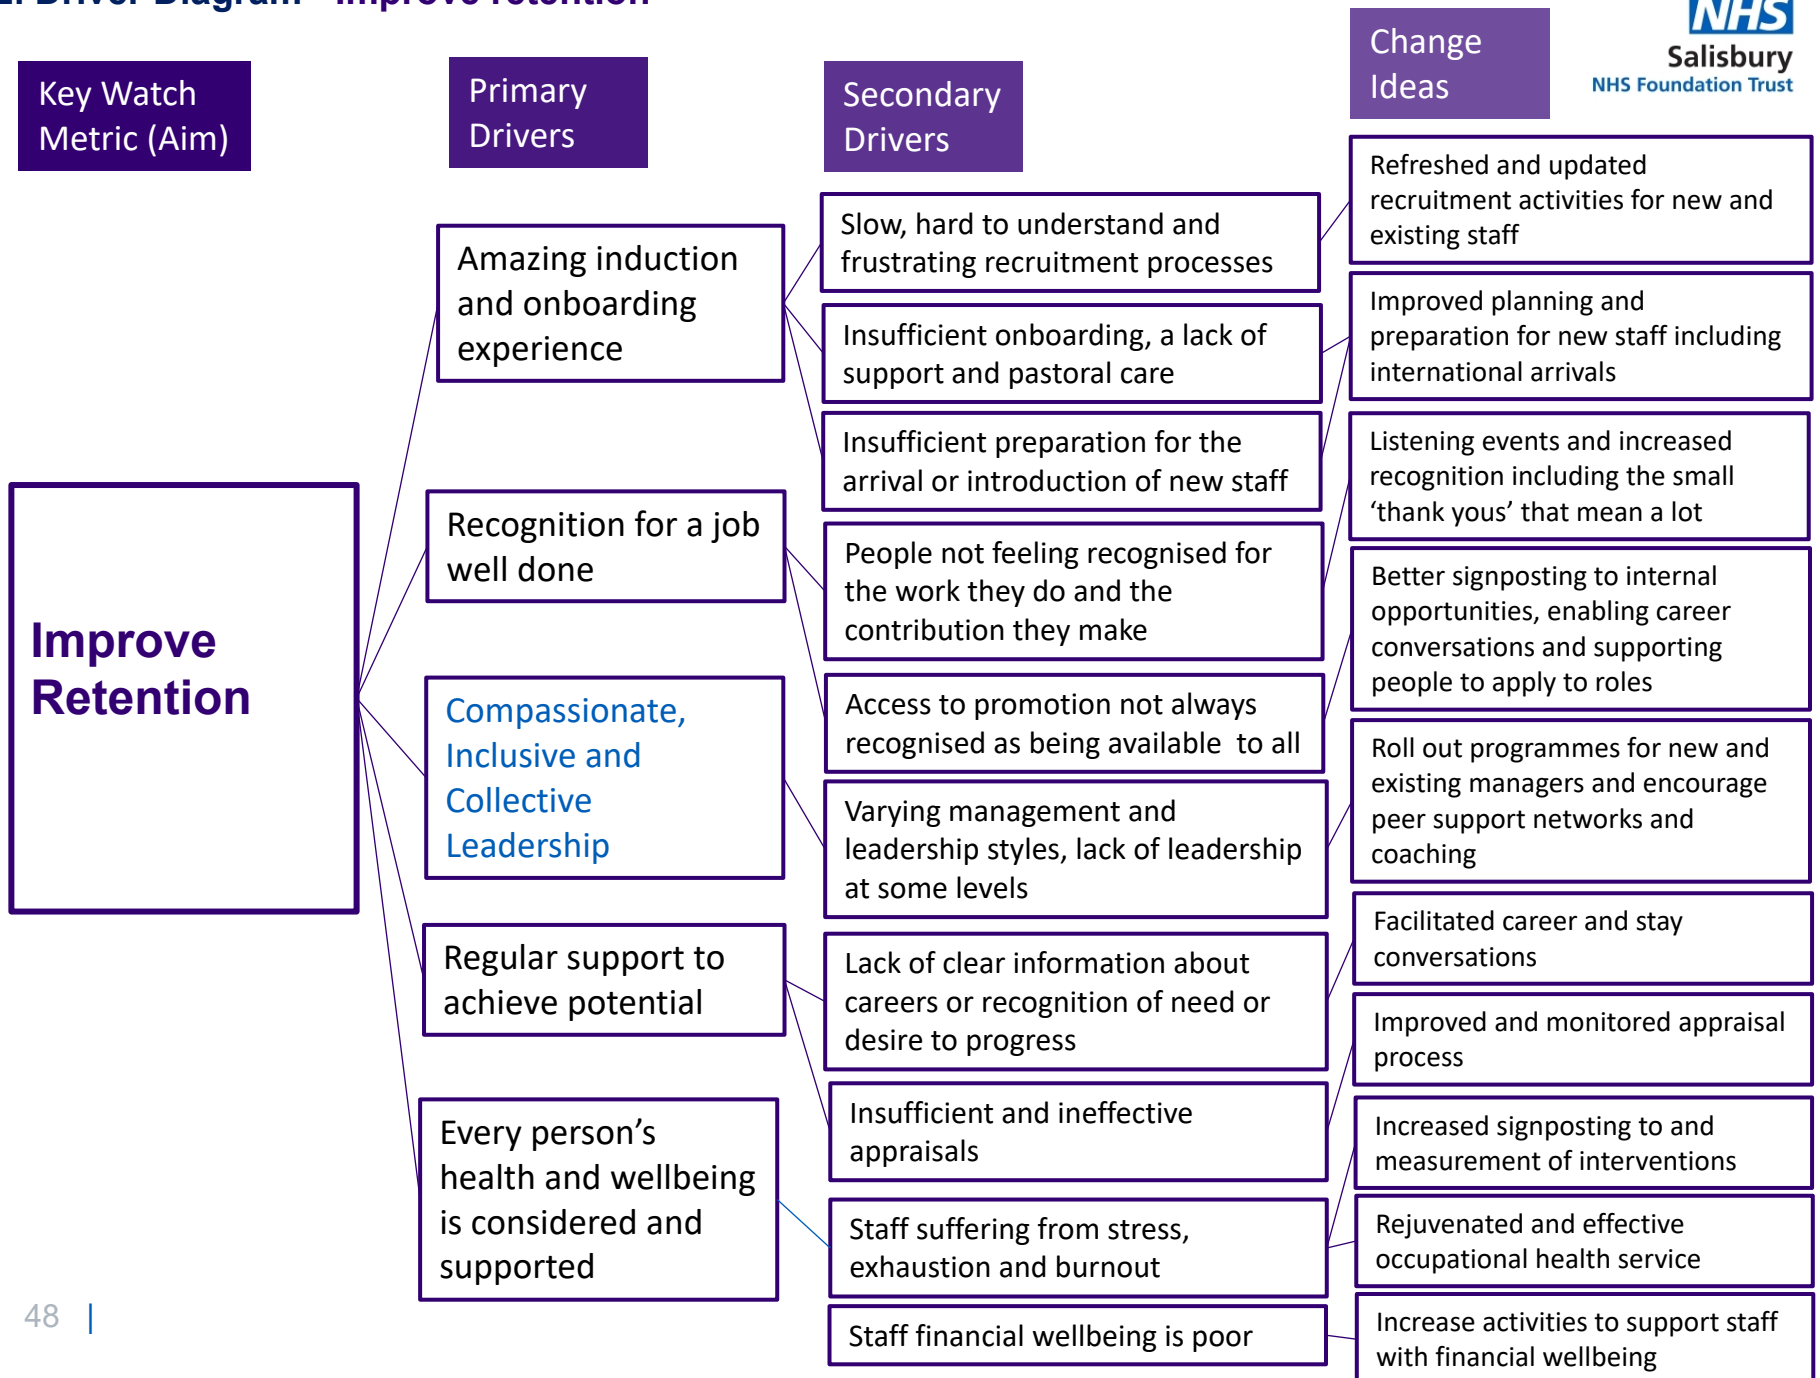 Driver Diagram - Improve retention
NHS
Salisbury
NHS Foundation Trust
Key Watch
Metric (Aim)
Primary
Drivers
Secondary
Drivers
Change
Ideas
Improve
Retention
Amazing induction
and onboarding
experience
Recognition for a job
well done
Compassionate,
Inclusive and
Collective
Leadership
Regular support to
achieve potential
Every person’s
health and wellbeing
is considered and
supported
Slow, hard to understand and
frustrating recruitment processes
Insufficient onboarding, a lack of
support and pastoral care
Insufficient preparation for the
arrival or introduction of new staff
People not feeling recognised for
the work they do and the
contribution they make
Access to promotion not always
recognised as being available  to all
Varying management and
leadership styles, lack of leadership
at some levels
Lack of clear information about
careers or recognition of need or
desire to progress
Insufficient and ineffective
appraisals
Staff suffering from stress,
exhaustion and burnout
Staff financial wellbeing is poor
Refreshed and updated
recruitment activities for new and
existing staff
Improved planning and
preparation for new staff including
international arrivals
Listening events and increased
recognition including the small
‘thank yous’ that mean a lot
Better signposting to internal
opportunities, enabling career
conversations and supporting
people to apply to roles
Roll out programmes for new and
existing managers and encourage
peer support networks and
coaching
Facilitated career and stay
conversations
Improved and monitored appraisal
process
Increased signposting to and
measurement of interventions
Rejuvenated and effective
occupational health service
Increase activities to support staff
with financial wellbeing
48 |